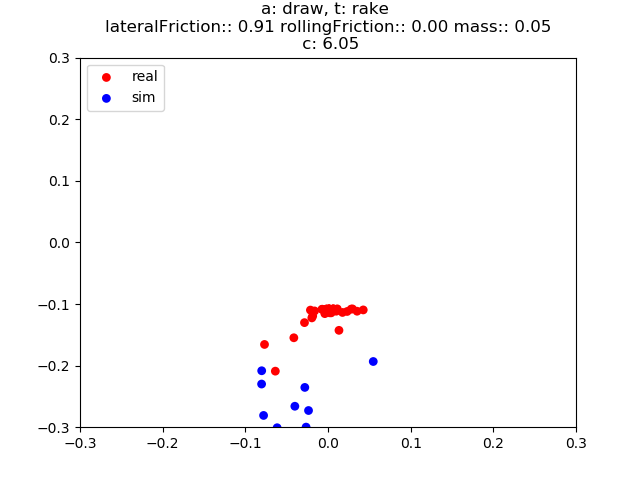 a: draw, t: rake
lateralFriction:: 0.91 rollingFriction:: 0.00 mass:: 0.05
c: 6.05
real
sim
0.3
0.2
0.1
0.0
−0.1
−0.2
−0.3
−0.3
−0.2
−0.1
0.0
0.1
0.2
0.3